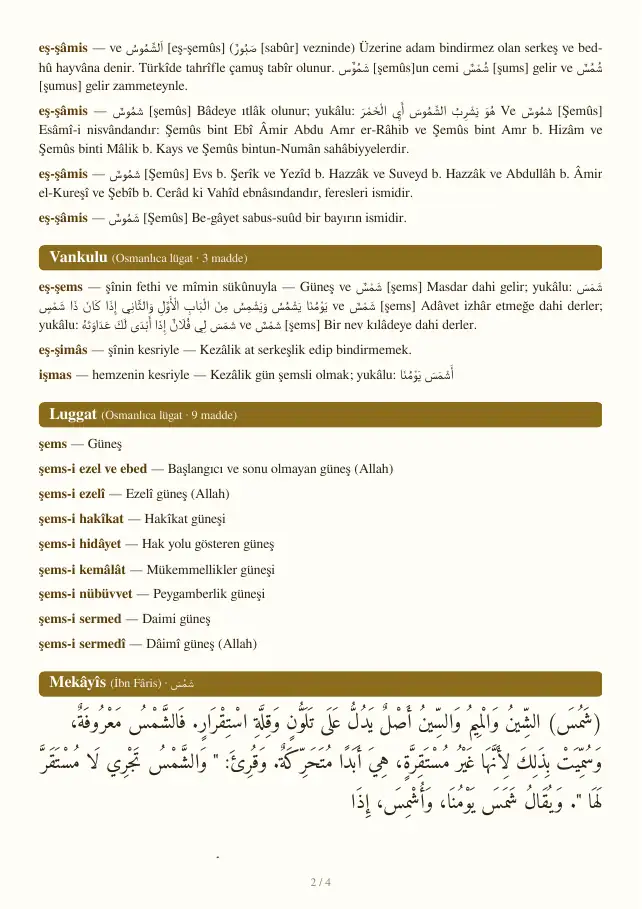 eş-şâmis — ve اَلشَّمُوسُ [eş-şemûs] (صَبُورٌ [sabûr] vezninde) Üzerine adam bindirmez olan serkeş ve bed-
hû hayvâna denir. Türkîde tahrîfle çamuş tabîr olunur. شَمُوٌس [şemûs]un cemi شُمْسٌ [şums] gelir ve شُمُسٌ
[şumus] gelir zammeteynle.
eş-şâmis — شَمُوسٌ [şemûs] Bâdeye ıtlâk olunur; yukâlu: هُوَ يَشْرِبُ الشَّمُوسَ أَيِ الْخَمْرَ Ve شَمُوسٌ [Şemûs]
Esâmî-i nisvândandır: Şemûs bint Ebî Âmir Abdu Amr er-Râhib ve Şemûs bint Amr b. Hizâm ve
Şemûs binti Mâlik b. Kays ve Şemûs bintun-Numân sahâbiyyelerdir.
eş-şâmis — شَمُوسٌ [Şemûs] Evs b. Şerîk ve Yezîd b. Hazzâk ve Suveyd b. Hazzâk ve Abdullâh b. Âmir
el-Kureşî ve Şebîb b. Cerâd ki Vahîd ebnâsındandır, feresleri ismidir.
eş-şâmis — شَمُوسٌ [Şemûs] Be-gâyet sabus-suûd bir bayırın ismidir.
Vankulu (Osmanlıca lügat · 3 madde)
eş-şems — şînin fethi ve mîmin sükûnuyla — Güneş ve شَمْسٌ [şems] Masdar dahi gelir; yukâlu: شَمَسَ
يَوْمُنَا يَشْمُسُ وَيَشْمِسُ مِنَ الْبَابِ الْأَوَّلِ وَالثَّانِي إِذَا كَانَ ذَا شَمْسٍ ve شَمْسٌ [şems] Adâvet izhâr etmeğe dahi derler;
yukâlu: شَمَسَ لِي فُلَانٌ إِذَا أَبَدَى لَكَ عَدَاوَتَهُ ve شَمْسٌ [şems] Bir nev kılâdeye dahi derler.
eş-şimâs — şînin kesriyle — Kezâlik at serkeşlik edip bindirmemek.
işmas — hemzenin kesriyle — Kezâlik gün şemsli olmak; yukâlu: أَشْمَسَ يَوْمُنَا
Luggat (Osmanlıca lügat · 9 madde)
şems — Güneş
şems-i ezel ve ebed — Başlangıcı ve sonu olmayan güneş (Allah)
şems-i ezelî — Ezelî güneş (Allah)
şems-i hakîkat — Hakîkat güneşi
şems-i hidâyet — Hak yolu gösteren güneş
şems-i kemâlât — Mükemmellikler güneşi
şems-i nübüvvet — Peygamberlik güneşi
şems-i sermed — Daimi güneş
şems-i sermedî — Dâimî güneş (Allah)
Mekâyîs (İbn Fâris) · شَمْسَ
(شَمُسَ) الشِّينُ وَالْمِيمُ وَالسِّينُ أَصْلٌ يَدُلُّ عَلَى تَلَوُّنٍ وَقِلَّةِ اسْتِقْرَارٍ. فَالشَّمْسُ مَعْرُوفَةٌ،
وَسُمِّيَتْ بِذَلِكَ لِأَنَّهَا غَيْرُ مُسْتَقِرَّةٍ، هِيَ أَبَدًا مُتَحَرِّكَةٌ. وَقُرِئَ: " وَالشَّمْسُ تَجْرِي لَا مُسْتَقَرَّ
لَهَا ". وَيُقَالُ شَمَسَ يَوْمُنَا، وَأَشْمِسَ، إِذَا
2 / 4